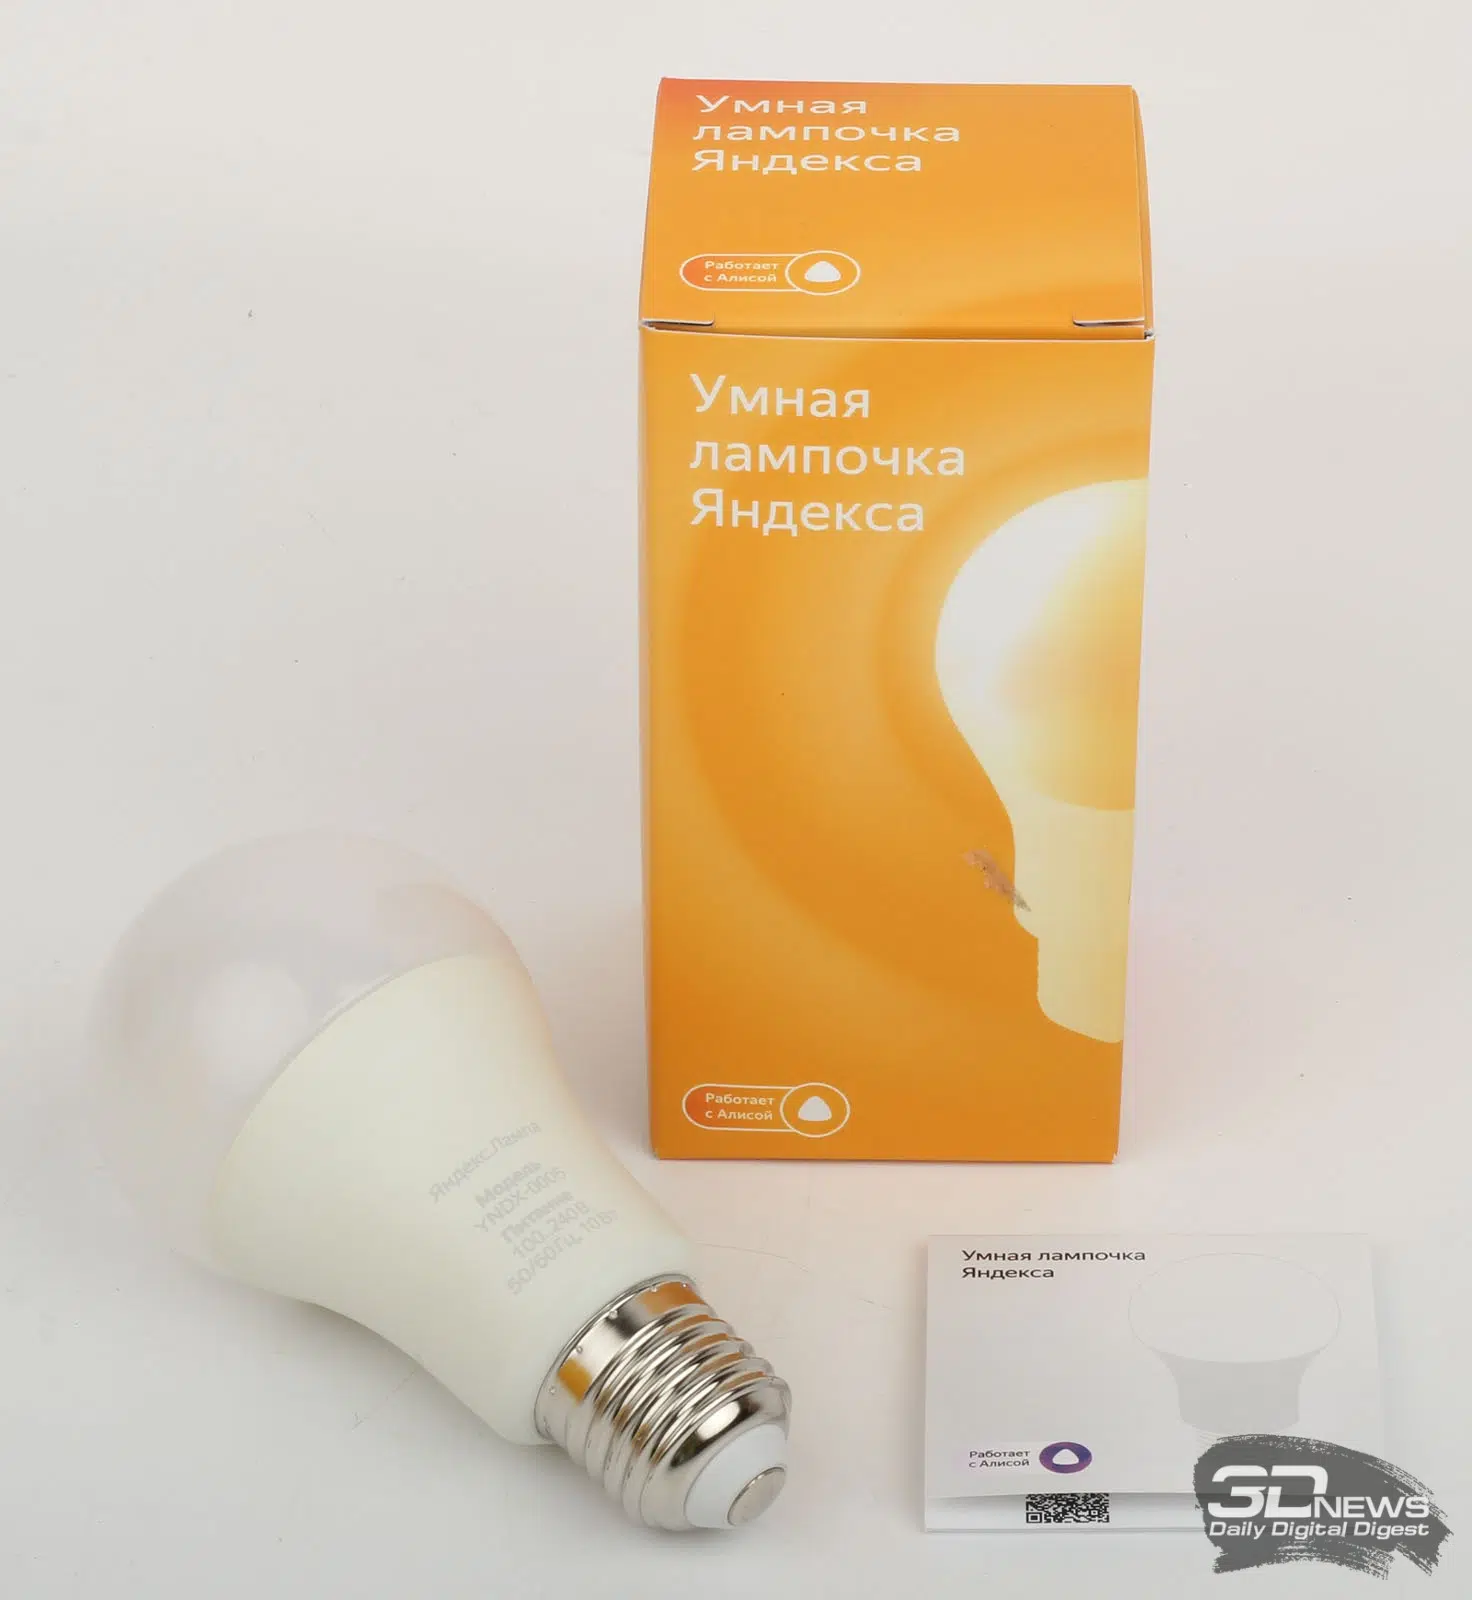 Умная
лампочка
Яндекса
Работает
с Алисой
Умная
лампочка
Яндекса
Работает
с Алисой
Яндекс.Лампа
Модель
YNDX-0005
Питание
100-240В
50/60Гц, 10Вт
Умная лампочка
Яндекса
Работает
с Алисой
3DNEWS
Daily Digital Digest